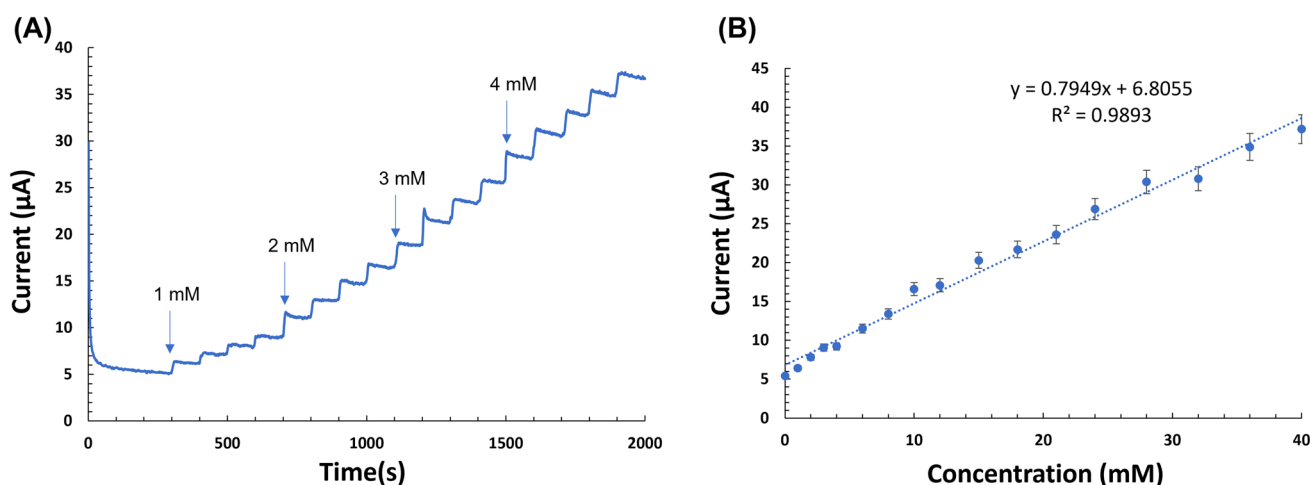 (A)
Current (µA)
40
35
30
25
20
15
10
5
0
1 mM
2 mM
3 mM
4 mM
0
500
1000
1500
2000
Time(s)
(B)
Current (µA)
45
40
35
30
25
20
15
10
5
0
y = 0.7949x + 6.8055
R² = 0.9893
0
10
20
30
40
Concentration (mM)